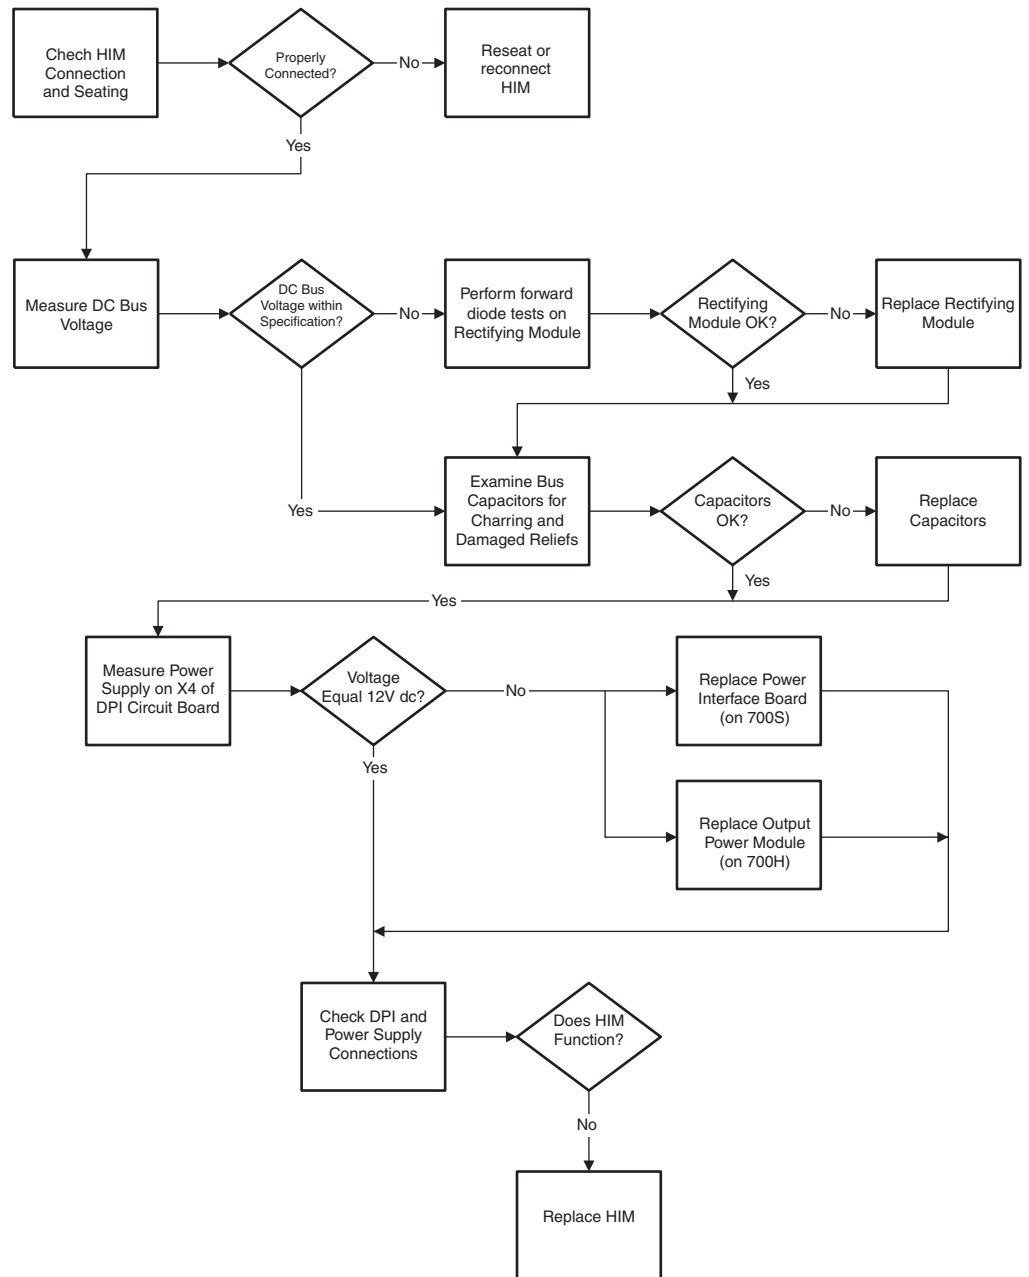 Chech HIM
Connection
and Seating
Properly
Connected?
No
Reseat or
reconnect
HIM
Yes
Measure DC Bus
Voltage
DC Bus
Voltage within
Specification?
No
Perform forward
diode tests on
Rectifying Module
Rectifying
Module OK?
No
Replace Rectifying
Module
Yes
Yes
Examine Bus
Capacitors for
Charring and
Damaged Reliefs
Capacitors
OK?
No
Replace
Capacitors
Yes
Yes
Measure Power
Supply on X4 of
DPI Circuit Board
Voltage
Equal 12V dc?
No
Replace Power
Interface Board
(on 700S)
Yes
Replace Output
Power Module
(on 700H)
Check DPI and
Power Supply
Connections
Does HIM
Function?
No
Replace HIM